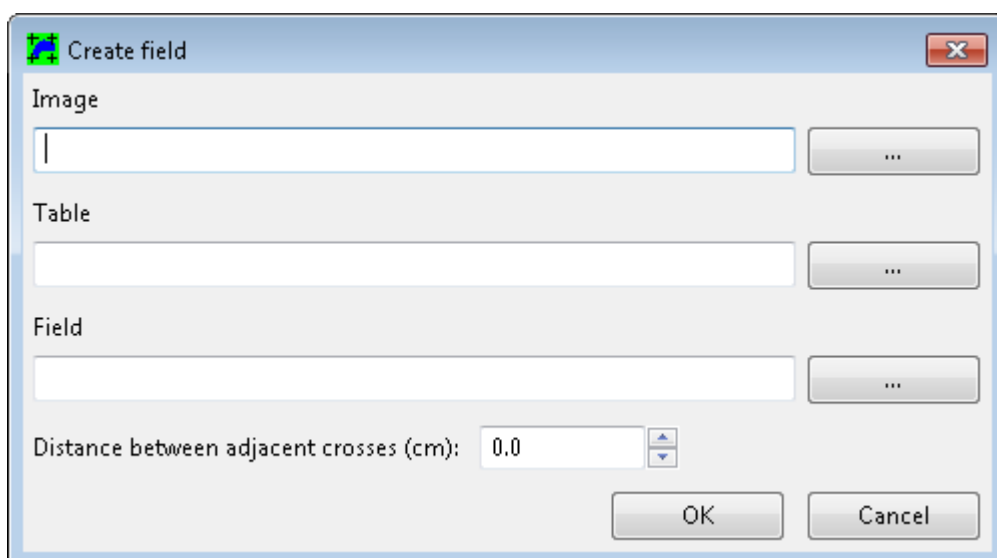 Create field
Image
...
Table
...
Field
...
Distance between adjacent crosses (cm): 0.0
OK Cancel